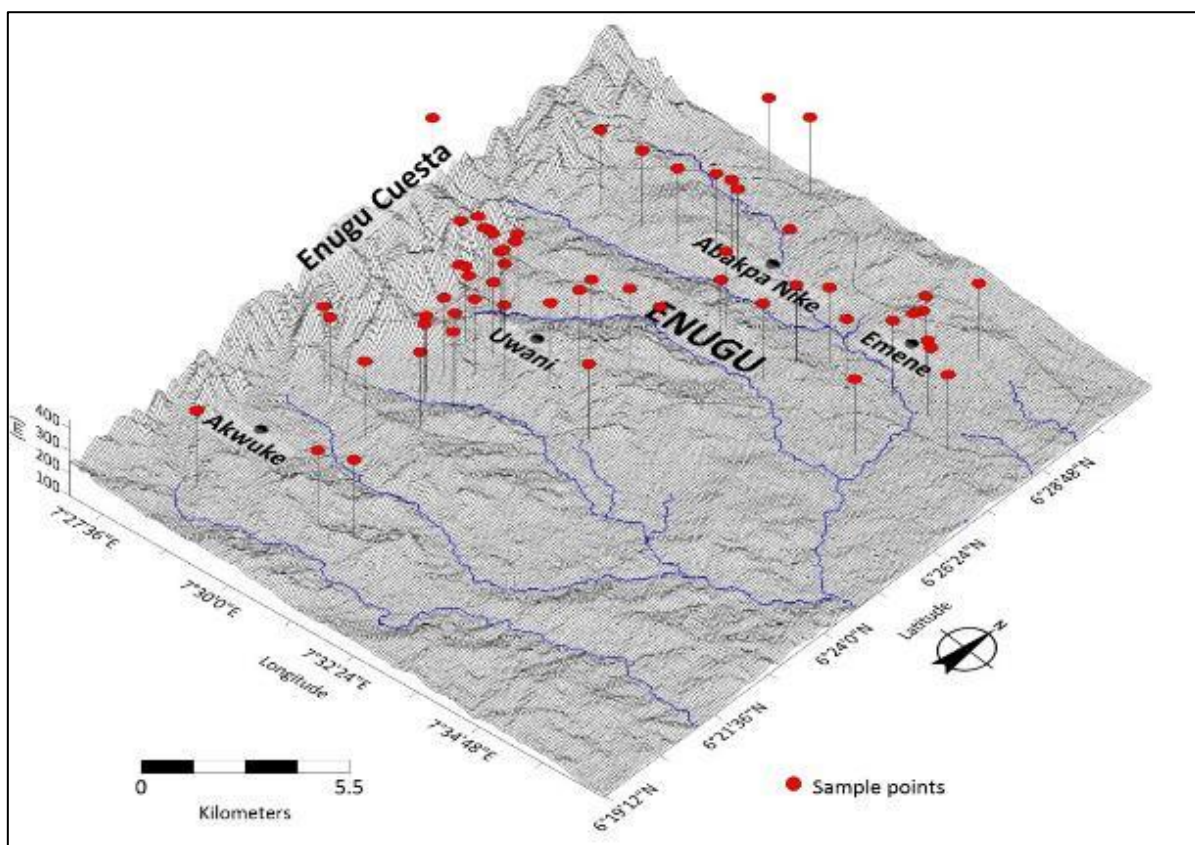 Enugu Cuesta
Abakpa Nike
ENUGU
Uwani
Emene
Akwuke
400
300
200
100
7°27'36"E
7°30'0"E
7°32'24"E
7°34'48"E
Longitude
6°28'48"N
6°26'24"N
6°24'0"N
6°21'36"N
6°19'12"N
Latitude
N
0 5.5
Kilometers
Sample points